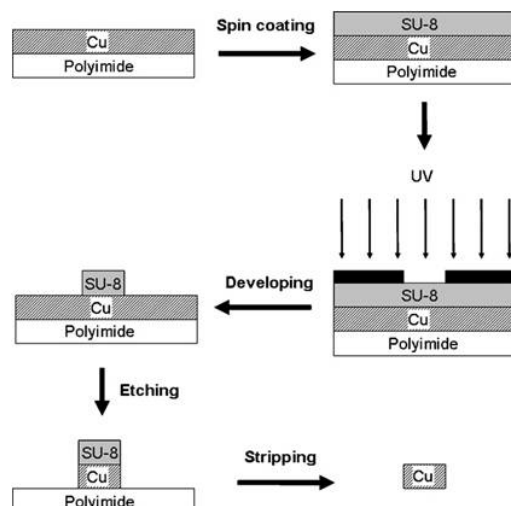 Cu
Polyimide
Spin coating
SU-8
Cu
Polyimide
UV
SU-8
Cu
Polyimide
Developing
SU-8
Cu
Polyimide
Etching
SU-8
Cu
Polyimide
Stripping
Cu